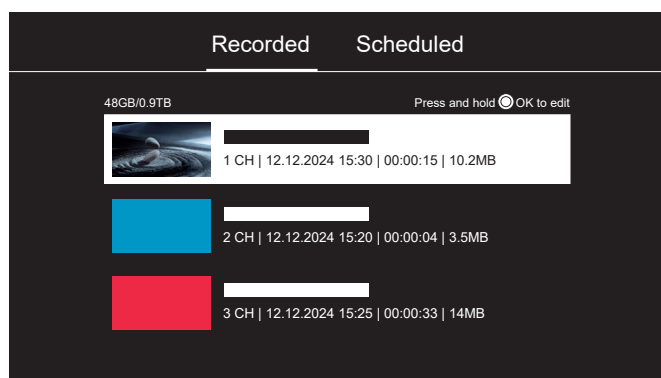 Recorded Scheduled
48GB/0.9TB Press and hold OK to edit
1 CH | 12.12.2024 15:30 | 00:00:15 | 10.2MB
2 CH | 12.12.2024 15:20 | 00:00:04 | 3.5MB
3 CH | 12.12.2024 15:25 | 00:00:33 | 14MB